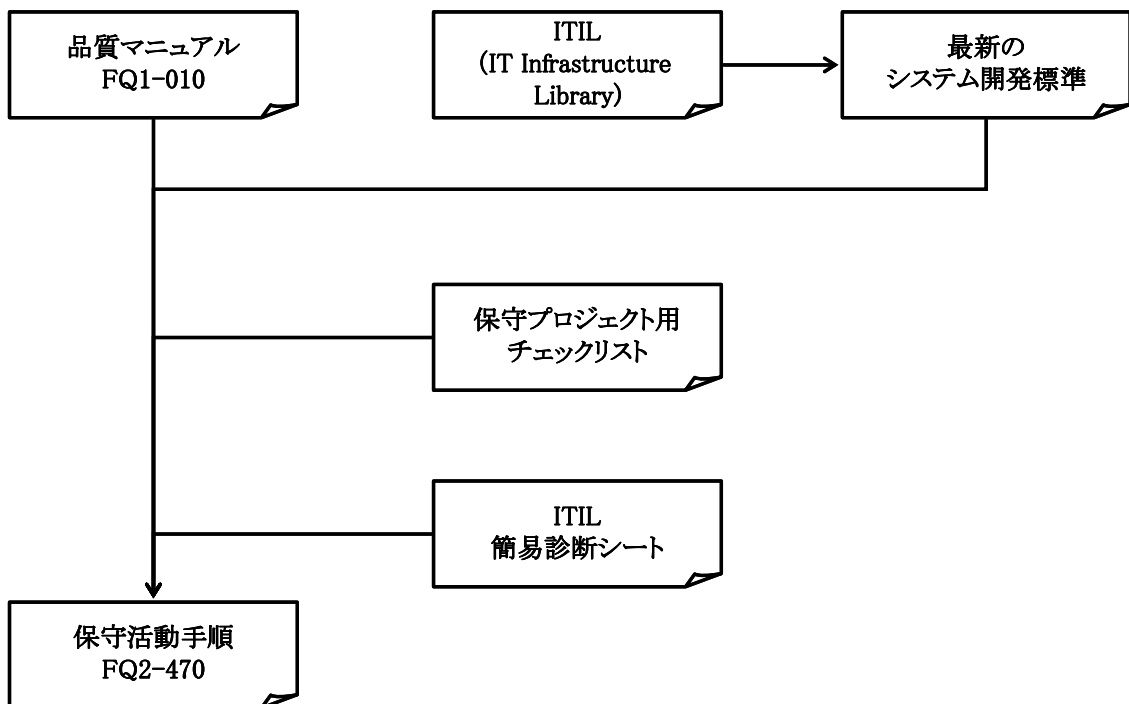 品質マニュアル
FQ1-010
ITIL
(IT Infrastructure
Library)
最新の
システム開発標準
保守プロジェクト用
チェックリスト
ITIL
簡易診断シート
保守活動手順
FQ2-470